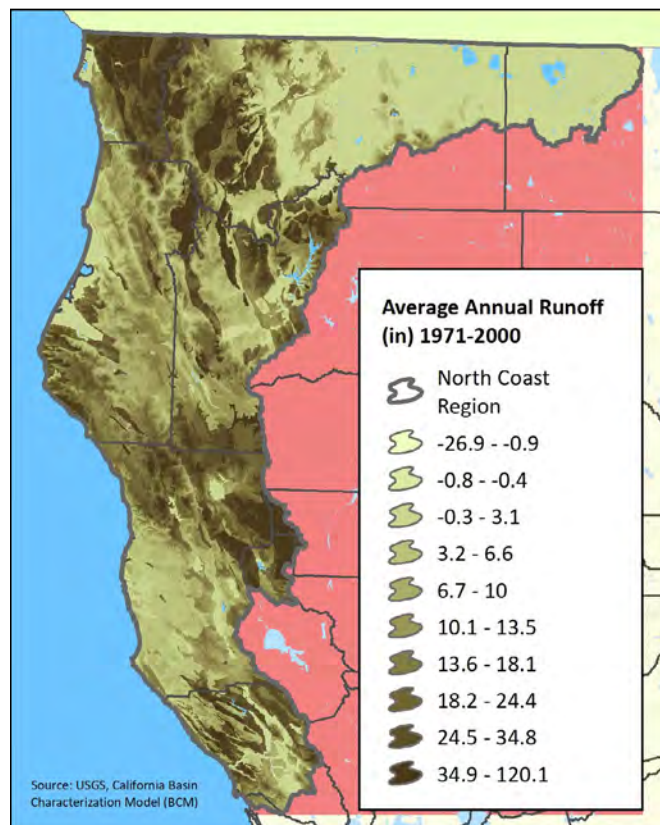 Average Annual Runoff
(in) 1971-2000
North Coast
Region
-26.9 - -0.9
-0.8 - -0.4
-0.3 - 3.1
3.2 - 6.6
6.7 - 10
10.1 - 13.5
13.6 - 18.1
18.2 - 24.4
24.5 - 34.8
34.9 - 120.1
Source: USGS, California Basin
Characterization Model (BCM)